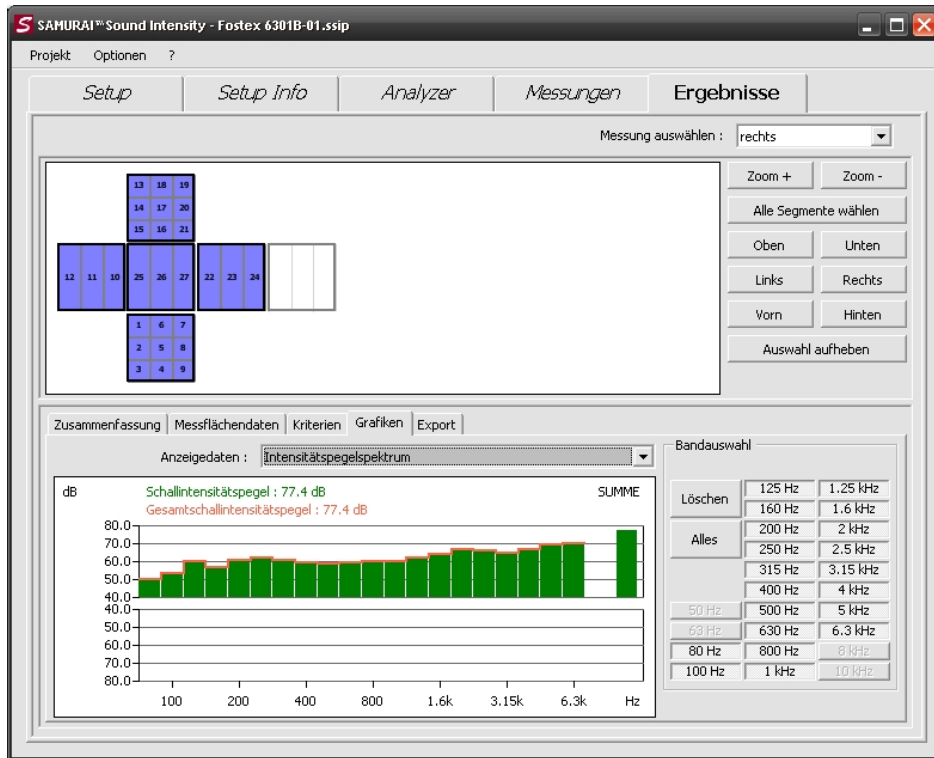 SAMURAI™ Sound Intensity - Fostex 6301B-01.ssip
Projekt Optionen ?
Setup Setup Info Analyzer Messungen Ergebnisse
Messung auswählen : rechts
13 18 19
14 17 20
15 16 21
12 11 10 25 26 27 22 23 24
1 6 7
2 5 8
3 4 9
Zoom + Zoom -
Alle Segmente wählen
Oben Unten
Links Rechts
Vorn Hinten
Auswahl aufheben
Zusammenfassung Messflächendaten Kriterien Grafiken Export
Anzeigedaten : Intensitätspegelspektrum
dB Schallintensitätspegel : 77.4 dB SUMME
Gesamtschallintensitätspegel : 77.4 dB
80.0
70.0
60.0
50.0
40.0
40.0
50.0
60.0
70.0
80.0
100 200 400 800 1.6k 3.15k 6.3k Hz
Bandauswahl
Löschen
Alles
125 Hz 1.25 kHz
160 Hz 1.6 kHz
200 Hz 2 kHz
250 Hz 2.5 kHz
315 Hz 3.15 kHz
400 Hz 4 kHz
50 Hz 500 Hz 5 kHz
63 Hz 630 Hz 6.3 kHz
80 Hz 800 Hz 8 kHz
100 Hz 1 kHz 10 kHz